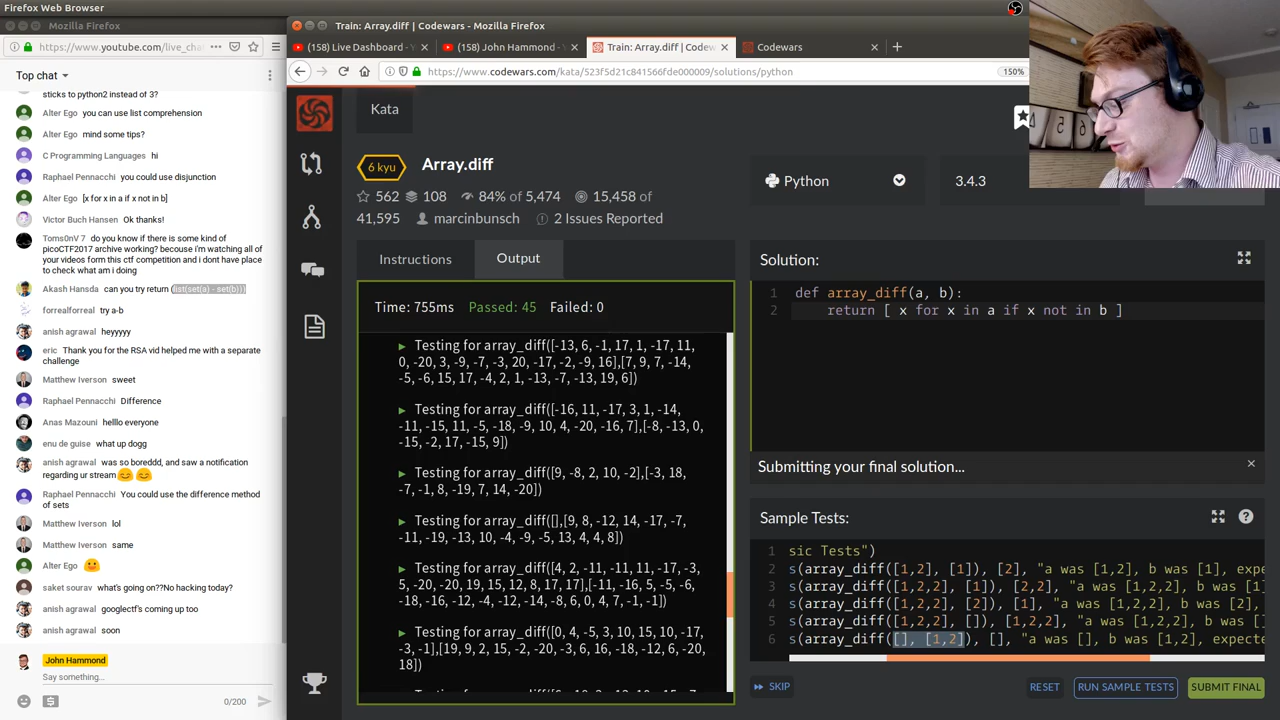 Firefox Web Browser
Mozilla Firefox
https://www.youtube.com/live_cha
Top chat
sticks to python2 instead of 3?
Alter Ego you can use list comprehension
Alter Ego mind some tips?
C Programming Languages hi
Raphael Pennacchi you could use disjunction
Alter Ego [x for x in a if x not in b]
Victor Buch Hansen Ok thanks!
Toms0nV 7 do you know if there is some kind of
picoCTF2017 archive working? becouse i'm watching all of
your videos form this ctf competition and i dont have place
to check what am i doing
Akash Hansda can you try return (list(set(a) - set(b)))
forrealforreal try a-b
anish agrawal heyyyyy
eric Thank you for the RSA vid helped me with a separate
challenge
Matthew Iverson sweet
Raphael Pennacchi Difference
Anas Mazouni helllo everyone
enu de guise what up dogg
anish agrawal was so boreddd, and saw a notification
regarding ur stream
Raphael Pennacchi You could use the difference method
of sets
Matthew Iverson lol
Matthew Iverson same
Alter Ego
saket sourav what's going on??No hacking today?
anish agrawal googlectf's coming up too
anish agrawal soon
John Hammond
Say something...
0/200
Train: Array.diff | Codewars - Mozilla Firefox
(158) Live Dashboard - Y
(158) John Hammond - Y
Train: Array.diff | Codew
Codewars
https://www.codewars.com/kata/523f5d21c841566fde000009/solutions/python
150%
Kata
6 kyu
Array.diff
562 108 84% of 5,474 15,458 of
41,595 marcinbunsch 2 Issues Reported
Python
3.4.3
Instructions
Output
Time: 755ms Passed: 45 Failed: 0
Testing for array_diff([-13, 6, -1, 17, 1, -17, 11,
0, -20, 3, -9, -7, -3, 20, -17, -2, -9, 16],[7, 9, 7, -14,
-5, -6, 15, 17, -4, 2, 1, -13, -7, -13, 19, 6])
Testing for array_diff([-16, 11, -17, 3, 1, -14,
-11, -15, 11, -5, -18, -9, 10, 4, -20, -16, 7],[-8, -13, 0,
-15, -2, 17, -15, 9])
Testing for array_diff([9, -8, 2, 10, -2],[-3, 18,
-7, -1, 8, -19, 7, 14, -20])
Testing for array_diff([],[9, 8, -12, 14, -17, -7,
-11, -19, -13, 10, -4, -9, -5, 13, 4, 4, 8])
Testing for array_diff([4, 2, -11, -11, 11, -17, -3,
5, -20, -20, 19, 15, 12, 8, 17, 17],[-11, -16, 5, -5, -6,
-18, -16, -12, -4, -12, -14, -8, 6, 0, 4, 7, -1, -1])
Testing for array_diff([0, 4, -5, 3, 10, 15, 10, -17,
-3, -1],[19, 9, 2, 15, -2, -20, -3, 6, 16, -18, -12, 6, -20,
18])
Solution:
1 def array_diff(a, b):
2 return [ x for x in a if x not in b ]
Submitting your final solution...
Sample Tests:
1 sic Tests")
2 s(array_diff([1,2], [1]), [2], "a was [1,2], b was [1], expe
3 s(array_diff([1,2,2], [1]), [2,2], "a was [1,2,2], b was [1]
4 s(array_diff([1,2,2], [2]), [1], "a was [1,2,2], b was [2],
5 s(array_diff([1,2,2], []), [1,2,2], "a was [1,2,2], b was []
6 s(array_diff([], [1,2]), [], "a was [], b was [1,2], expecte
SKIP
RESET
RUN SAMPLE TESTS
SUBMIT FINAL